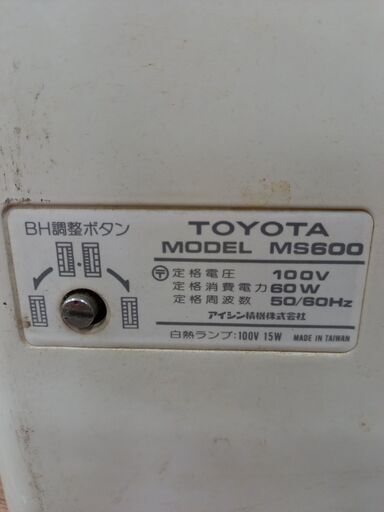 BH調整ボタン
TOYOTA
MODEL MS600
〒 定格電圧 100V
定格消費電力 60W
定格周波数 50/60Hz
アイシン精機株式会社
白熱ランプ:100V 15W
MADE IN TAIWAN